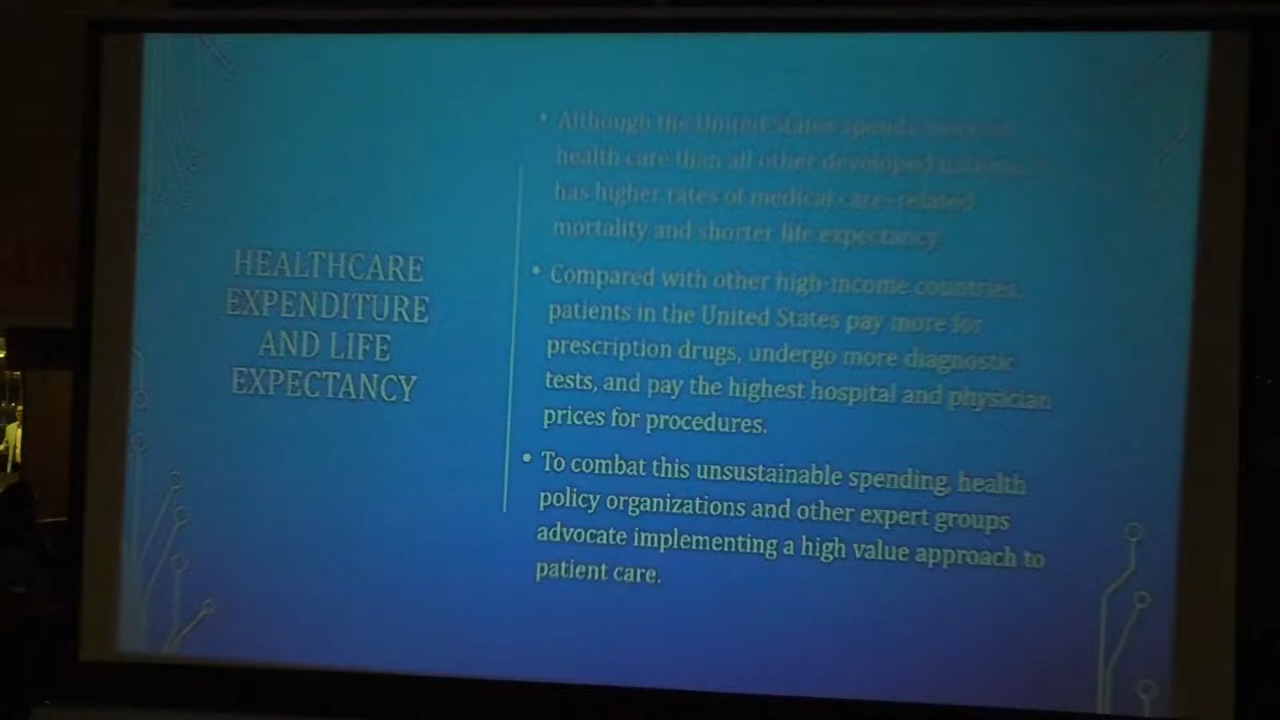 HEALTHCARE
EXPENDITURE
AND LIFE
EXPECTANCY
• Although the United States spends more on
health care than all other developed nations, it
has higher rates of medical care-related
mortality and shorter life expectancy
• Compared with other high-income countries,
patients in the United States pay more for
prescription drugs, undergo more diagnostic
tests, and pay the highest hospital and physician
prices for procedures.
• To combat this unsustainable spending, health
policy organizations and other expert groups
advocate implementing a high value approach to
patient care.